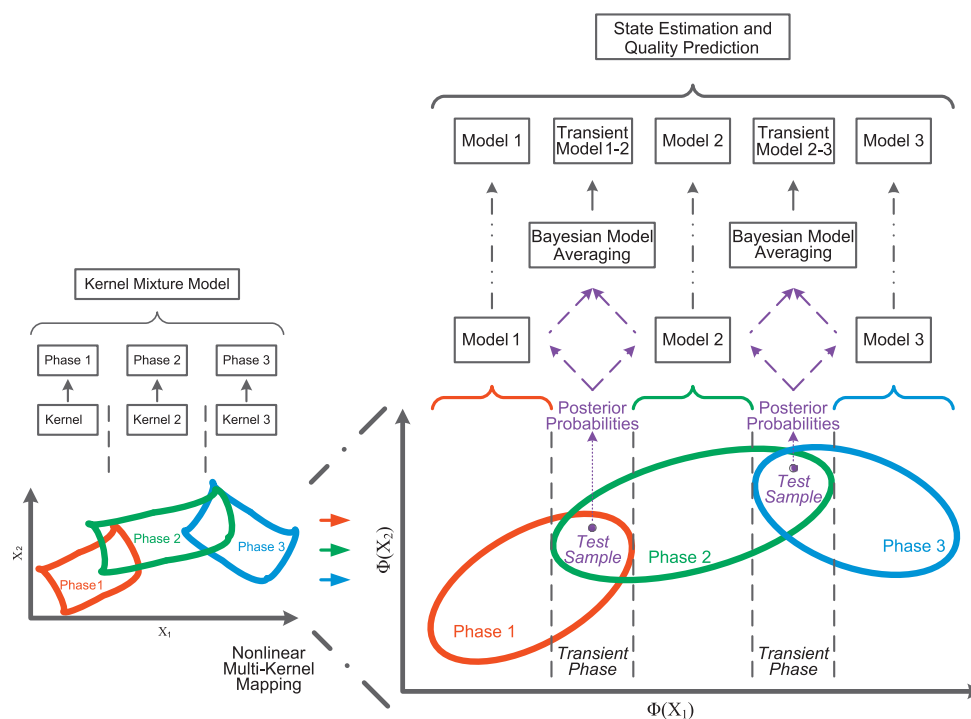 State Estimation and
Quality Prediction
Model 1
Transient
Model 1-2
Model 2
Transient
Model 2-3
Model 3
Bayesian Model
Averaging
Bayesian Model
Averaging
Kernel Mixture Model
Model 1
Model 2
Model 3
Phase 1
Phase 2
Phase 3
Kernel
Kernel 2
Kernel 3
Posterior
Probabilities
Posterior
Probabilities
X₂
Phase1
Phase 2
Phase 3
X₁
Nonlinear
Multi-Kernel
Mapping
Φ(X₂)
Test
Sample
Test
Sample
Phase 1
Phase 2
Phase 3
Transient
Phase
Transient
Phase
Φ(X₁)